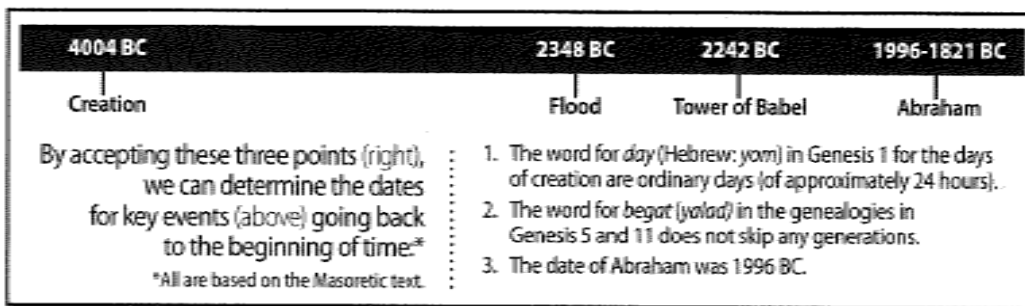 4004 BC 2348 BC 2242 BC 1996-1821 BC
Creation Flood Tower of Babel Abraham
By accepting these three points (right),
we can determine the dates
for key events (above) going back
to the beginning of time.*
*All are based on the Masoretic text.
1. The word for day (Hebrew: yom) in Genesis 1 for the days
of creation are ordinary days (of approximately 24 hours).
2. The word for begat (yalad) in the genealogies in
Genesis 5 and 11 does not skip any generations.
3. The date of Abraham was 1996 BC.